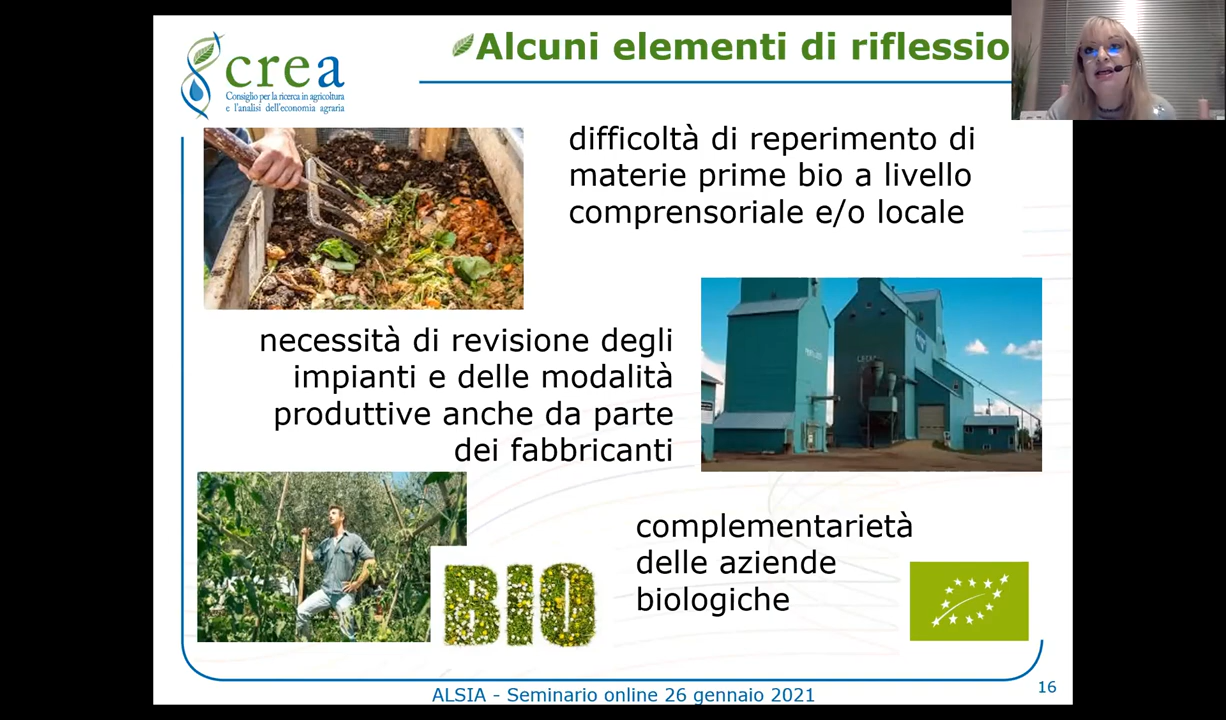 Alcuni elementi di riflessio
crea
Consiglio per la ricerca in agricoltura
e l'analisi dell'economia agraria
difficoltà di reperimento di
materie prime bio a livello
comprensoriale e/o locale
necessità di revisione degli
impianti e delle modalità
produttive anche da parte
dei fabbricanti
complementarietà
delle aziende
biologiche
BIO
ALSIA - Seminario online 26 gennaio 2021
16